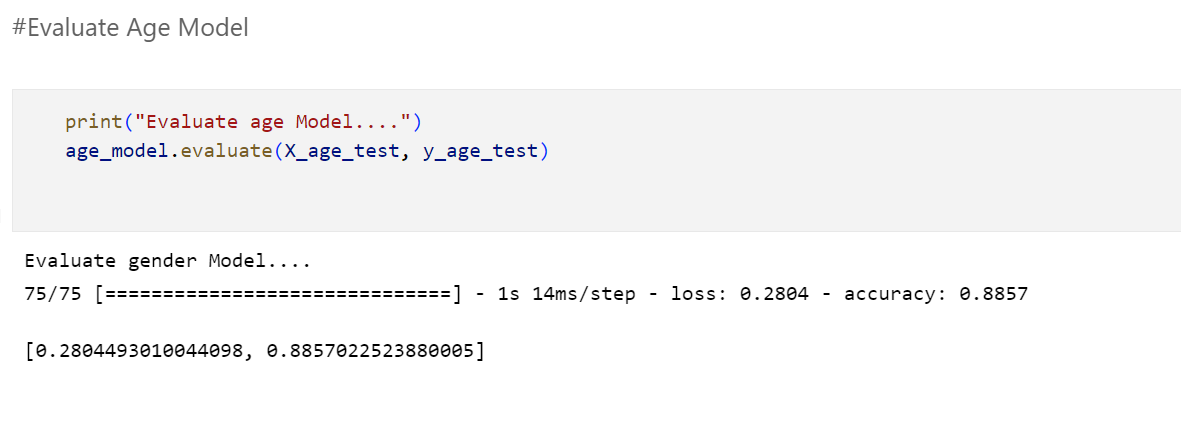 #Evaluate Age Model
print("Evaluate age Model....")
age_model.evaluate(X_age_test, y_age_test)
Evaluate gender Model....
75/75 [==============================] - 1s 14ms/step - loss: 0.2804 - accuracy: 0.8857
[0.2804493010044098, 0.8857022523880005]